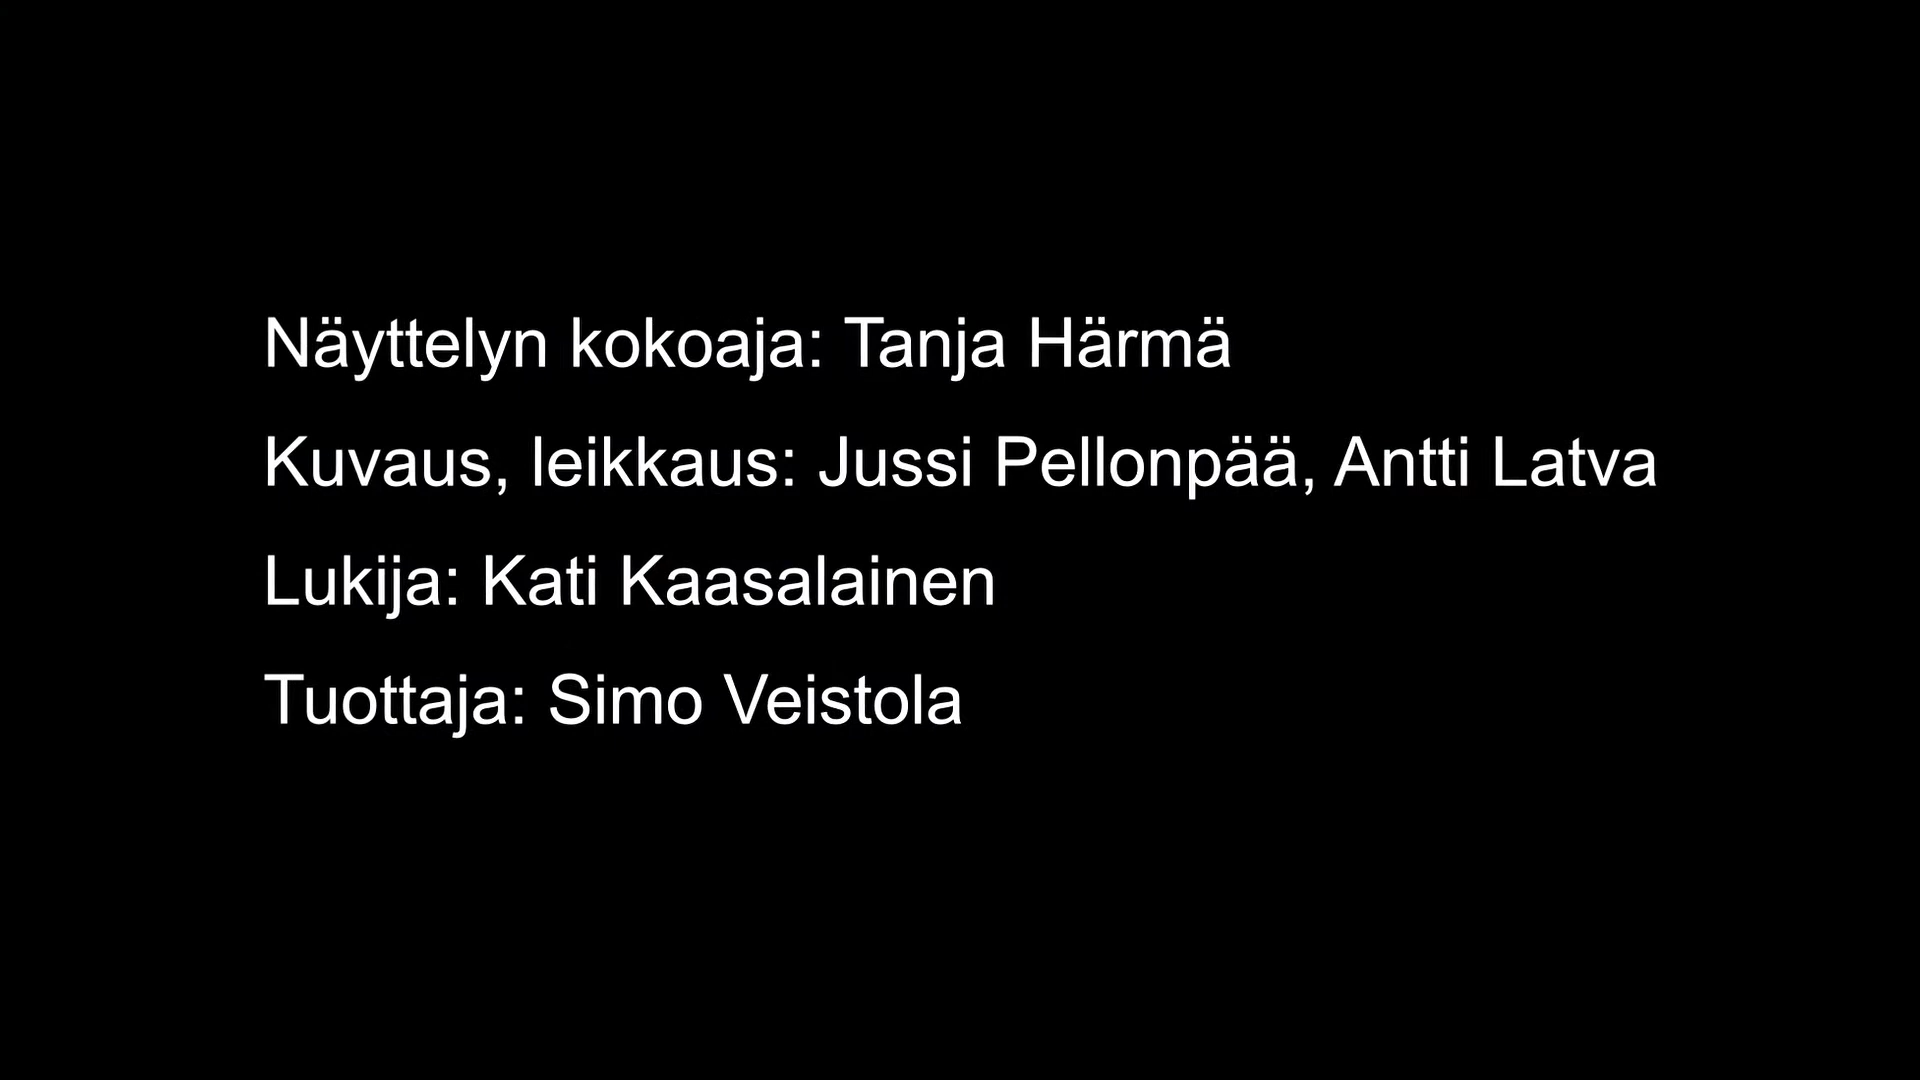 Näyttelyn kokoaja: Tanja Härmä
Kuvaus, leikkaus: Jussi Pellonpää, Antti Latva
Lukija: Kati Kaasalainen
Tuottaja: Simo Veistola